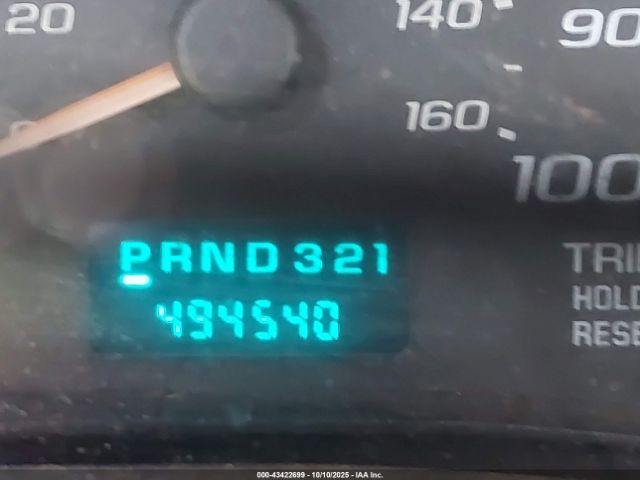 20
140
90
160
100
PRND321
494540
TRI
HOLD
RESE
000-43422699 - 10/10/2025 - IAA Inc.